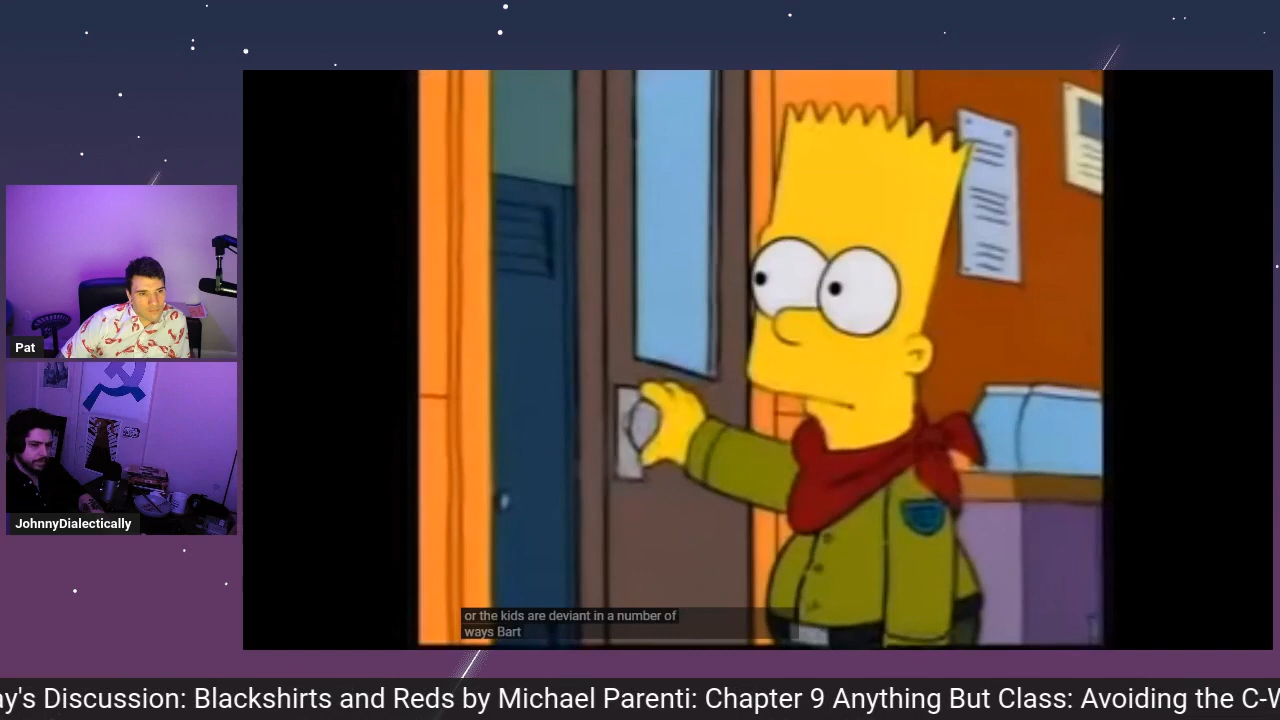 Pat
JohnnyDialectically
or the kids are deviant in a number of
ways Bart
ay's Discussion: Blackshirts and Reds by Michael Parenti: Chapter 9 Anything But Class: Avoiding the C-W